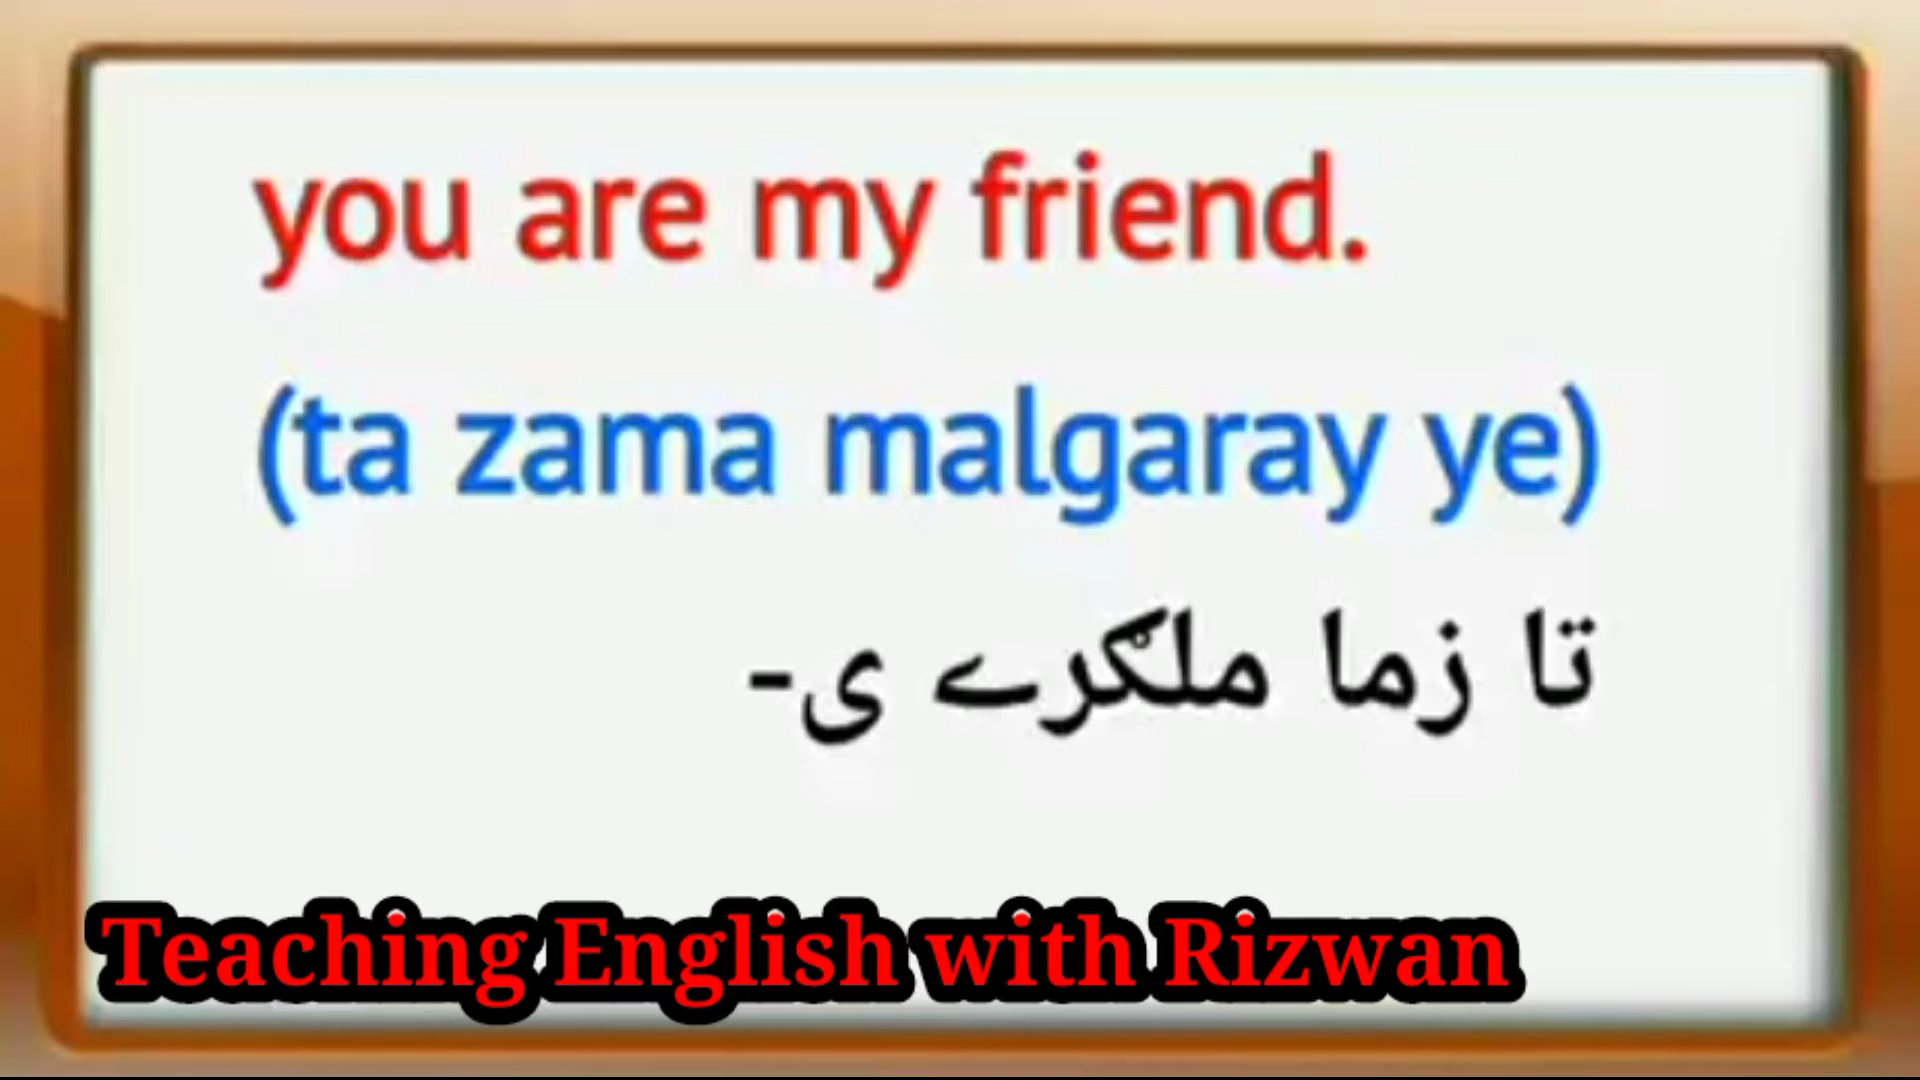 you are my friend.
(ta zama malgaray ye)
تا زما ملګرے ی-
Teaching English with Rizwan